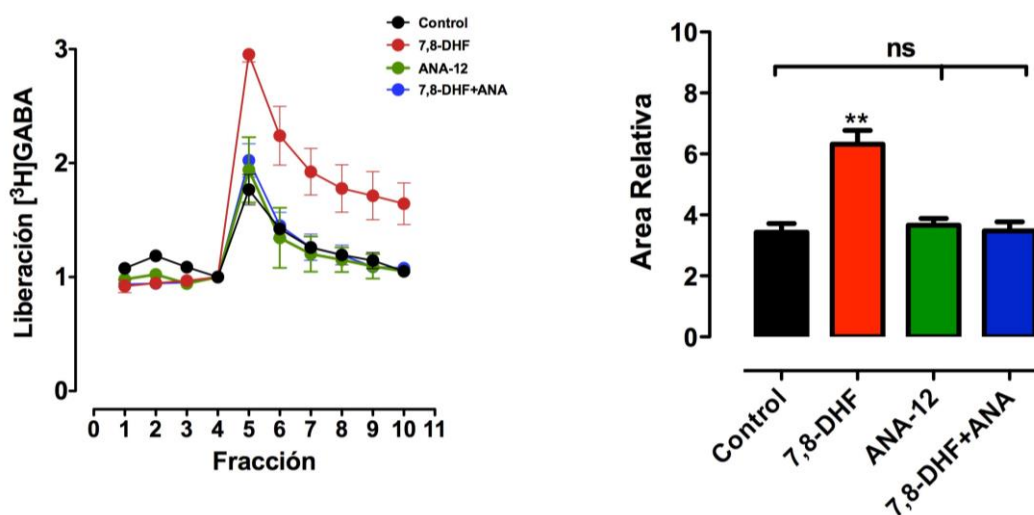 Control
7,8-DHF
ANA-12
7,8-DHF+ANA
Liberación [³H]GABA
3
2
1
0
0 1 2 3 4 5 6 7 8 9 10 11
Fracción
Area Relativa
10
8
6
4
2
0
ns
**
Control
7,8-DHF
ANA-12
7,8-DHF+ANA